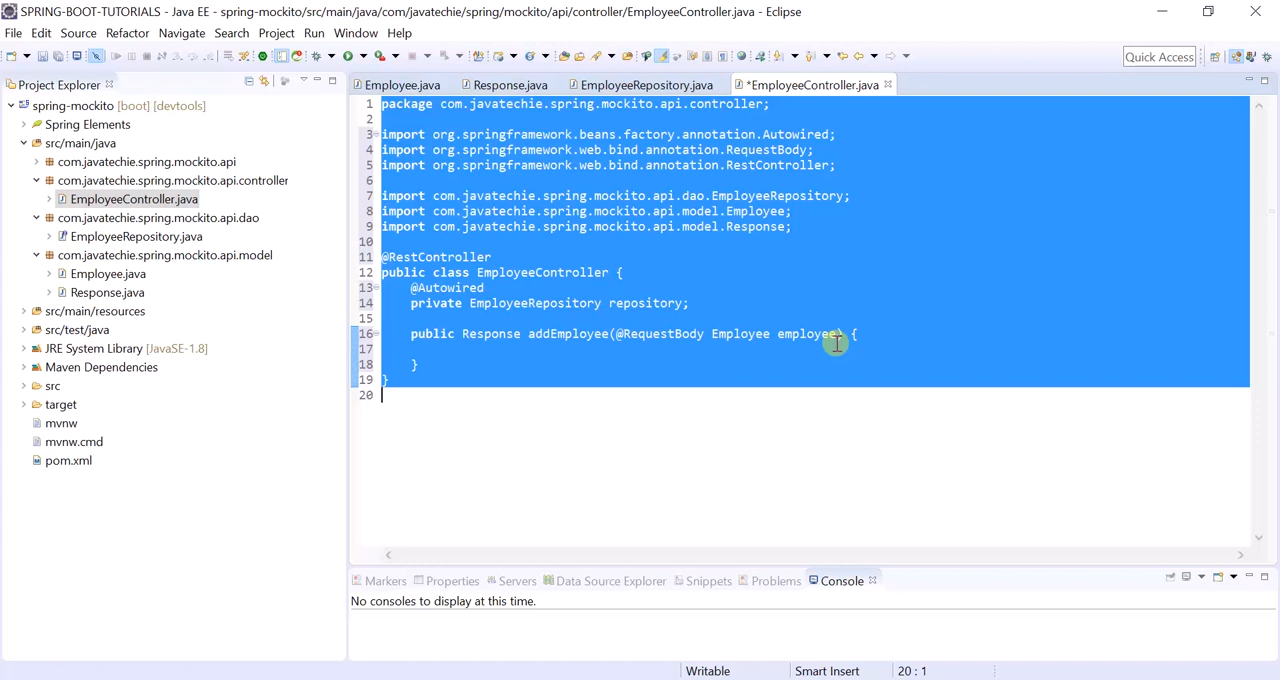 SPRING-BOOT-TUTORIALS - Java EE - spring-mockito/src/main/java/com/javatechie/spring/mockito/api/controller/EmployeeController.java - Eclipse
File Edit Source Refactor Navigate Search Project Run Window Help
Quick Access
Project Explorer
spring-mockito [boot] [devtools]
Spring Elements
src/main/java
com.javatechie.spring.mockito.api
com.javatechie.spring.mockito.api.controller
EmployeeController.java
com.javatechie.spring.mockito.api.dao
EmployeeRepository.java
com.javatechie.spring.mockito.api.model
Employee.java
Response.java
src/main/resources
src/test/java
JRE System Library [JavaSE-1.8]
Maven Dependencies
src
target
mvnw
mvnw.cmd
pom.xml
Employee.java Response.java EmployeeRepository.java *EmployeeController.java
1 package com.javatechie.spring.mockito.api.controller;
2
3 import org.springframework.beans.factory.annotation.Autowired;
4 import org.springframework.web.bind.annotation.RequestBody;
5 import org.springframework.web.bind.annotation.RestController;
6
7 import com.javatechie.spring.mockito.api.dao.EmployeeRepository;
8 import com.javatechie.spring.mockito.api.model.Employee;
9 import com.javatechie.spring.mockito.api.model.Response;
10
11 @RestController
12 public class EmployeeController {
13 @Autowired
14 private EmployeeRepository repository;
15
16 public Response addEmployee(@RequestBody Employee employee) {
17
18 }
19 }
20
Markers Properties Servers Data Source Explorer Snippets Problems Console
No consoles to display at this time.
Writable Smart Insert 20 : 1